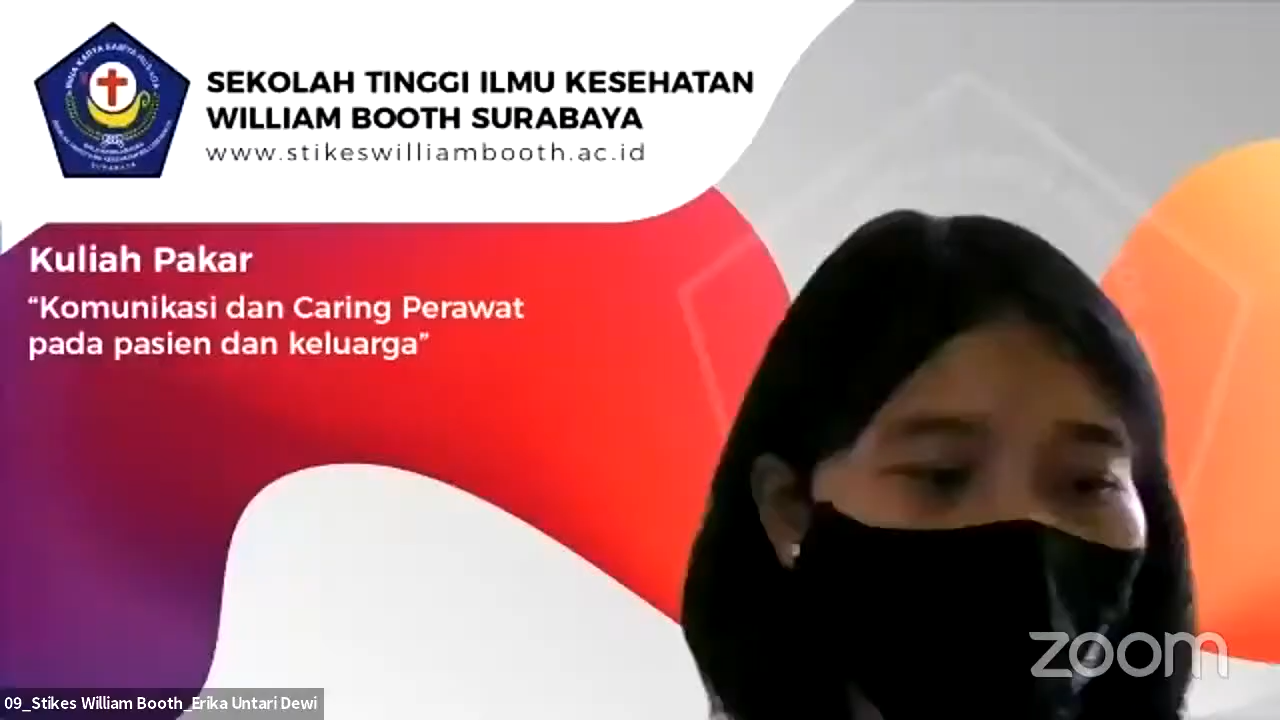 SEKOLAH TINGGI ILMU KESEHATAN
WILLIAM BOOTH SURABAYA
www.stikeswilliambooth.ac.id
Kuliah Pakar
“Komunikasi dan Caring Perawat
pada pasien dan keluarga”
zoom
09_Stikes William Booth_Erika Untari Dewi